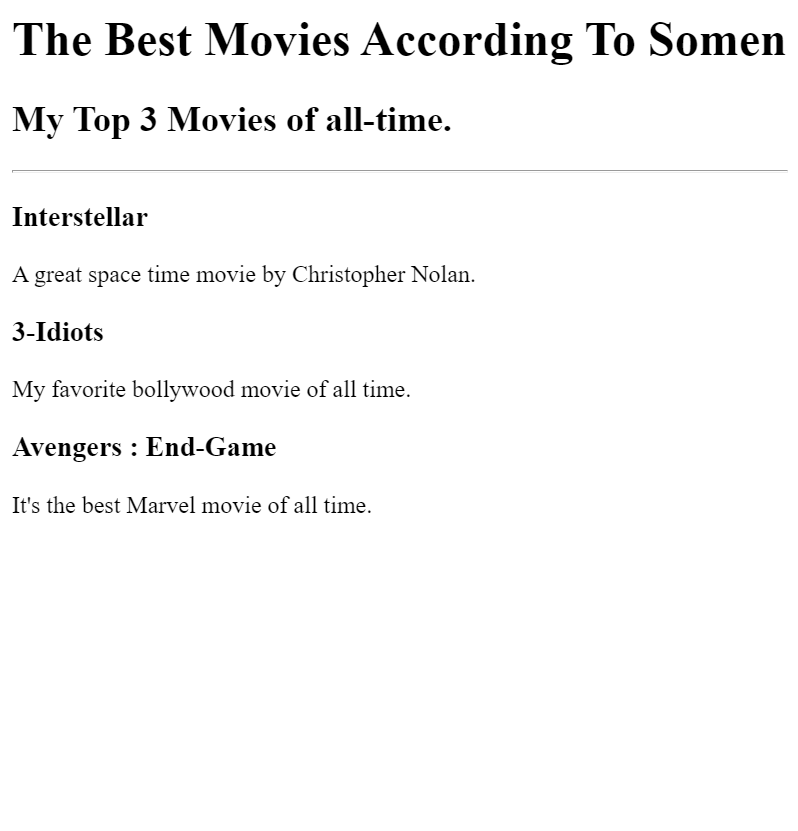 The Best Movies According To Somen
My Top 3 Movies of all-time.
Interstellar
A great space time movie by Christopher Nolan.
3-Idiots
My favorite bollywood movie of all time.
Avengers : End-Game
It's the best Marvel movie of all time.